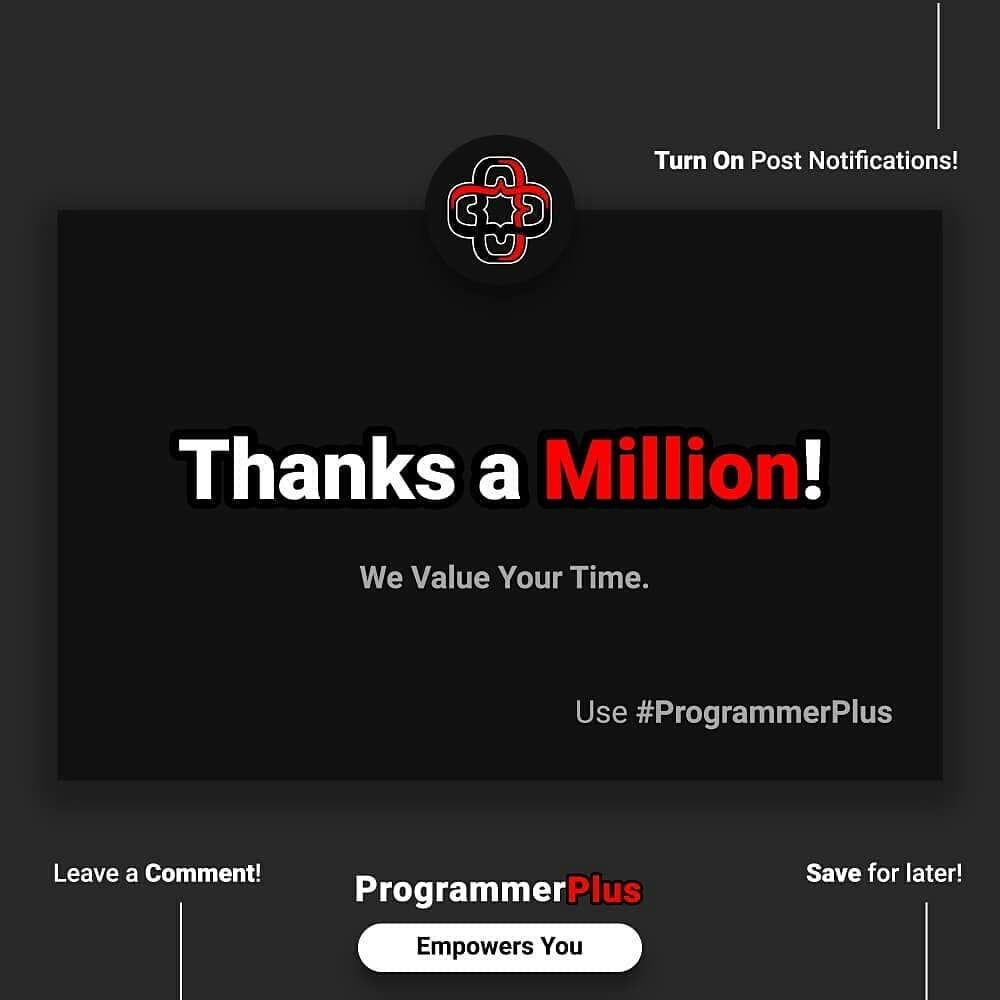 Turn On Post Notifications!
Thanks a Million!
We Value Your Time.
Use #ProgrammerPlus
Leave a Comment!
ProgrammerPlus
Save for later!
Empowers You